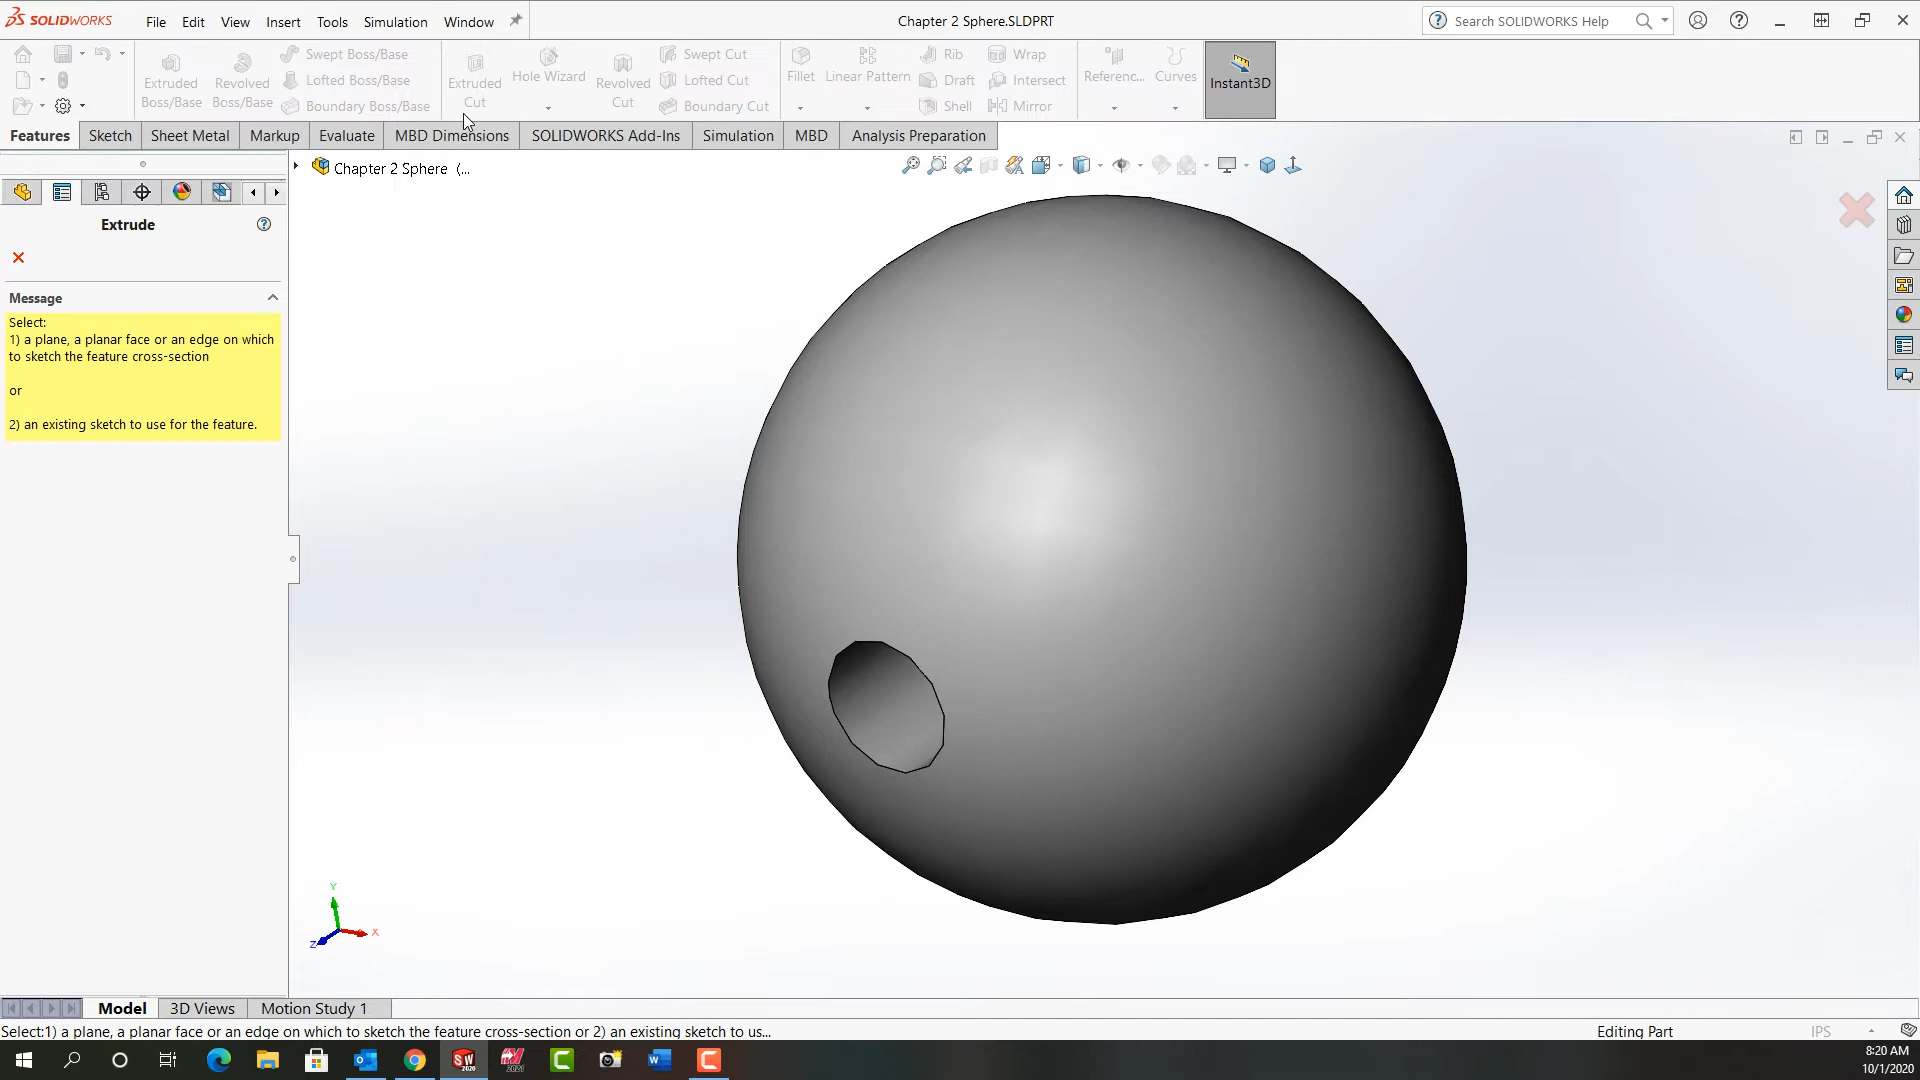 SOLIDWORKS
File Edit View Insert Tools Simulation Window
Chapter 2 Sphere.SLDPRT
Search SOLIDWORKS Help
Extruded Boss/Base
Revolved Boss/Base
Swept Boss/Base
Lofted Boss/Base
Boundary Boss/Base
Extruded Cut
Hole Wizard
Revolved Cut
Swept Cut
Lofted Cut
Boundary Cut
Fillet
Linear Pattern
Rib
Draft
Shell
Wrap
Intersect
Mirror
Referenc...
Curves
Instant3D
Features Sketch Sheet Metal Markup Evaluate MBD Dimensions SOLIDWORKS Add-Ins Simulation MBD Analysis Preparation
Chapter 2 Sphere (...
Extrude
Message
Select:
1) a plane, a planar face or an edge on which
to sketch the feature cross-section
or
2) an existing sketch to use for the feature.
Y
X
Z
Model 3D Views Motion Study 1
Select:1) a plane, a planar face or an edge on which to sketch the feature cross-section or 2) an existing sketch to us...
Editing Part
IPS
SW
2020
8:20 AM
10/1/2020